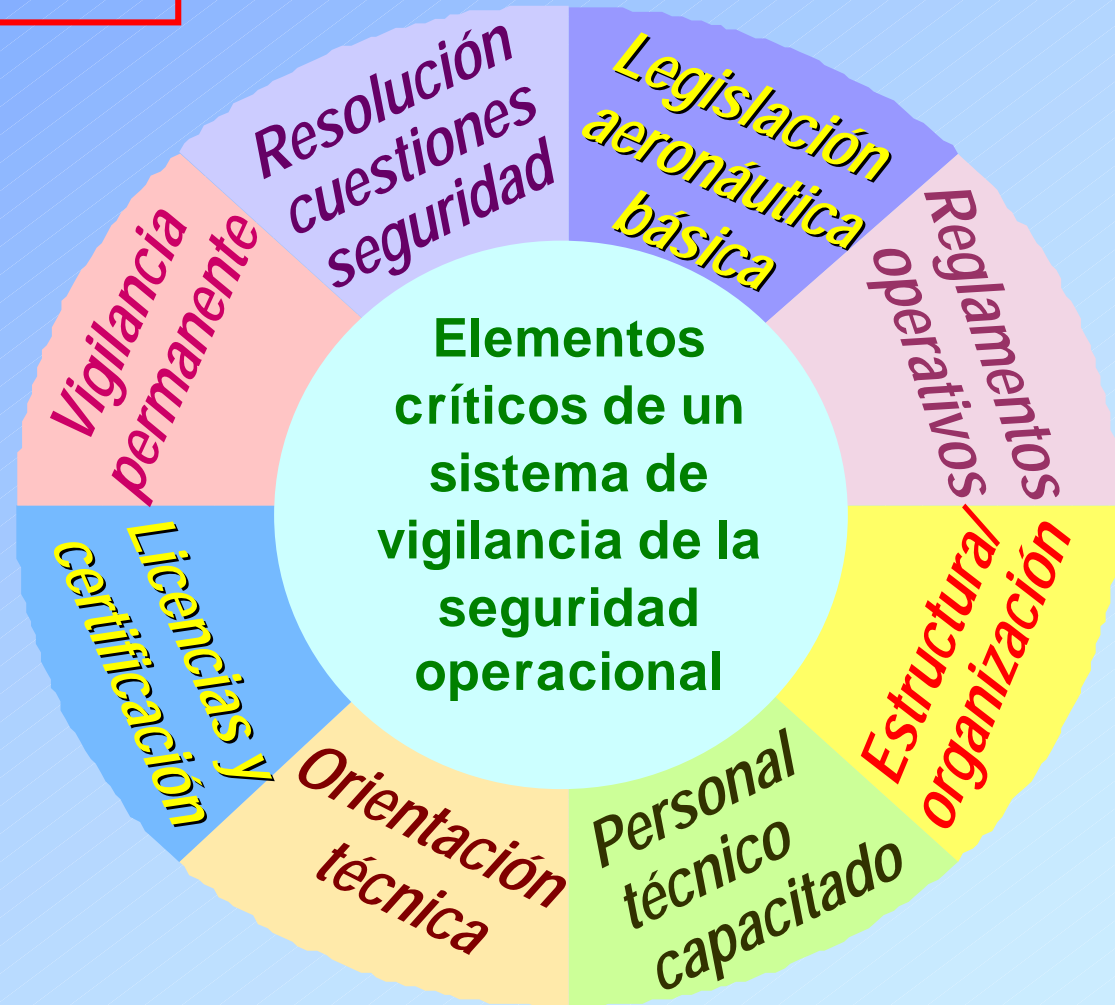 Resolución
cuestiones
seguridad
Legislación
aeronáutica
básica
Reglamentos
operativos
Estructura/
organización
Personal
técnico
capacitado
Orientación
técnica
Licencias y
certificación
Vigilancia
permanente
Elementos
críticos de un
sistema de
vigilancia de la
seguridad
operacional